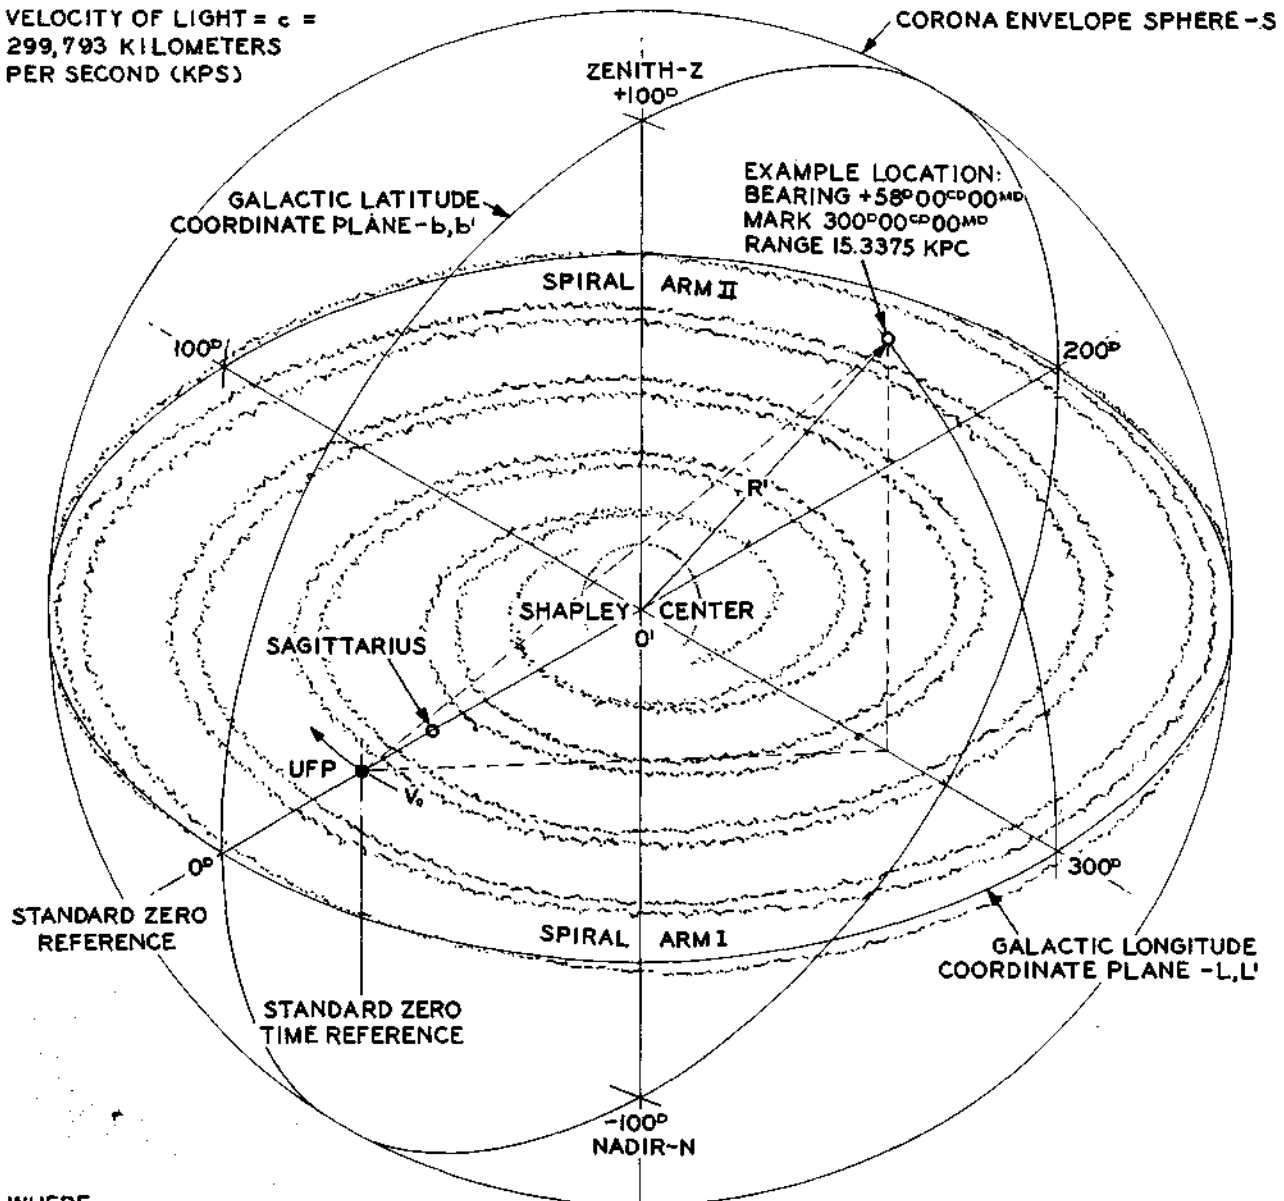 VELOCITY OF LIGHT = c =
299,793 KILOMETERS
PER SECOND (KPS)
CORONA ENVELOPE SPHERE -S
ZENITH-Z
+100ᴰ
EXAMPLE LOCATION:
BEARING +58ᴰ00ᶜᴰ00ᴹᴰ
MARK 300ᴰ00ᶜᴰ00ᴹᴰ
RANGE 15.3375 KPC
GALACTIC LATITUDE
COORDINATE PLANE-b,b'
SPIRAL ARM II
100ᴰ
200ᴰ
R'
SHAPLEY CENTER
O'
SAGITTARIUS
UFP
V₀
0ᴰ
300ᴰ
STANDARD ZERO
REFERENCE
SPIRAL ARM I
GALACTIC LONGITUDE
COORDINATE PLANE -L,L'
STANDARD ZERO
TIME REFERENCE
-100ᴰ
NADIR-N
WHERE